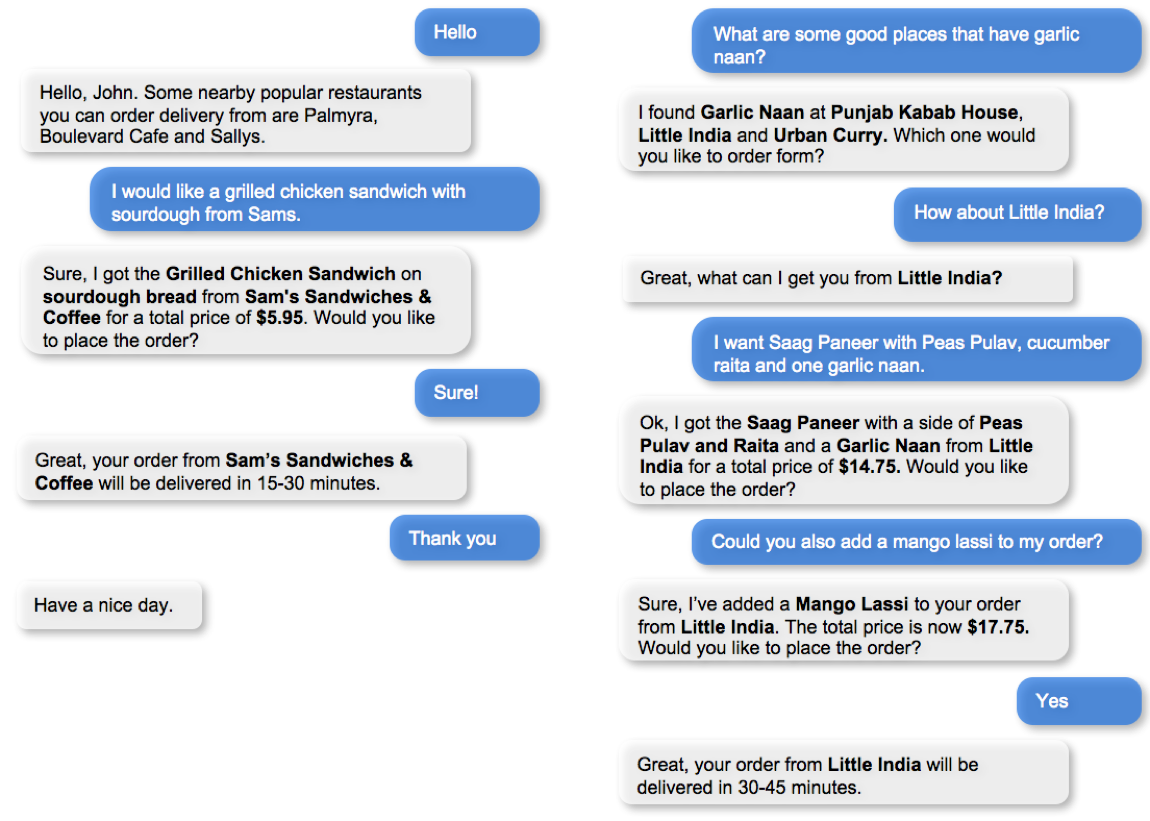 Hello
Hello, John. Some nearby popular restaurants
you can order delivery from are Palmyra,
Boulevard Cafe and Sallys.
I would like a grilled chicken sandwich with
sourdough from Sams.
Sure, I got the Grilled Chicken Sandwich on
sourdough bread from Sam's Sandwiches &
Coffee for a total price of $5.95. Would you like
to place the order?
Sure!
Great, your order from Sam’s Sandwiches &
Coffee will be delivered in 15-30 minutes.
Thank you
Have a nice day.
What are some good places that have garlic
naan?
I found Garlic Naan at Punjab Kabab House,
Little India and Urban Curry. Which one would
you like to order form?
How about Little India?
Great, what can I get you from Little India?
I want Saag Paneer with Peas Pulav, cucumber
raita and one garlic naan.
Ok, I got the Saag Paneer with a side of Peas
Pulav and Raita and a Garlic Naan from Little
India for a total price of $14.75. Would you like
to place the order?
Could you also add a mango lassi to my order?
Sure, I’ve added a Mango Lassi to your order
from Little India. The total price is now $17.75.
Would you like to place the order?
Yes
Great, your order from Little India will be
delivered in 30-45 minutes.